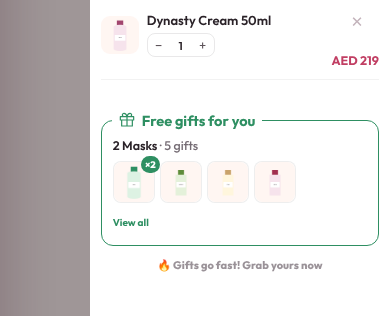 Dynasty Cream 50ml
×
− 1 +
AED 219
Free gifts for you
2 Masks · 5 gifts
×2
View all
🔥 Gifts go fast! Grab yours now